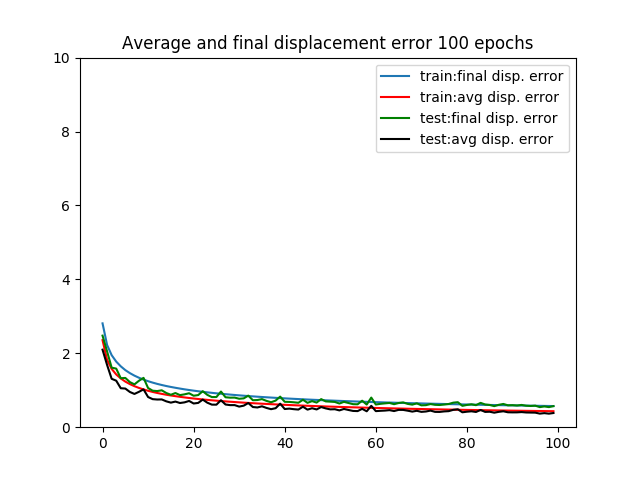 Average and final displacement error 100 epochs
10
8
6
4
2
0
0 20 40 60 80 100
train:final disp. error
train:avg disp. error
test:final disp. error
test:avg disp. error